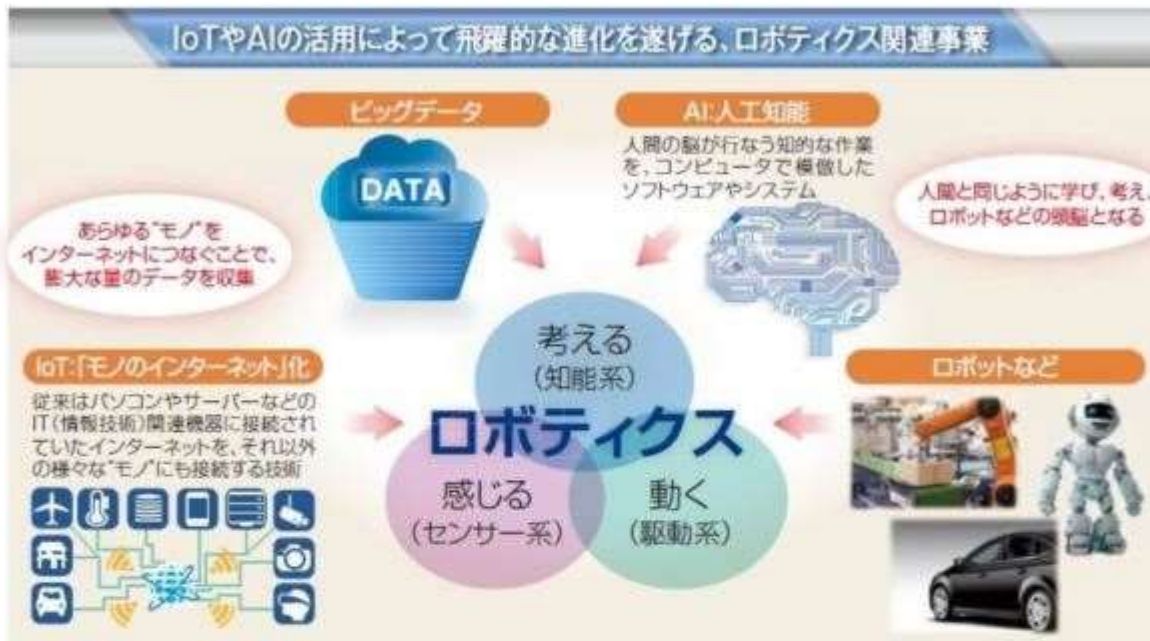 IoTやAIの活用によって飛躍的な進化を遂げる、ロボティクス関連事業
ビッグデータ
DATA
AI:人工知能
人間の脳が行なう知的な作業
を、コンピュータで模倣した
ソフトウェアやシステム
人間と同じように学び、考え、
ロボットなどの頭脳となる
あらゆる“モノ”を
インターネットにつなぐことで、
膨大な量のデータを収集
IoT:「モノのインターネット」化
従来はパソコンやサーバーなどの
IT(情報技術)関連機器に接続され
ていたインターネットを、それ以外
の様々な“モノ”にも接続する技術
考える
(知能系)
ロボティクス
感じる
(センサー系)
動く
(駆動系)
ロボットなど